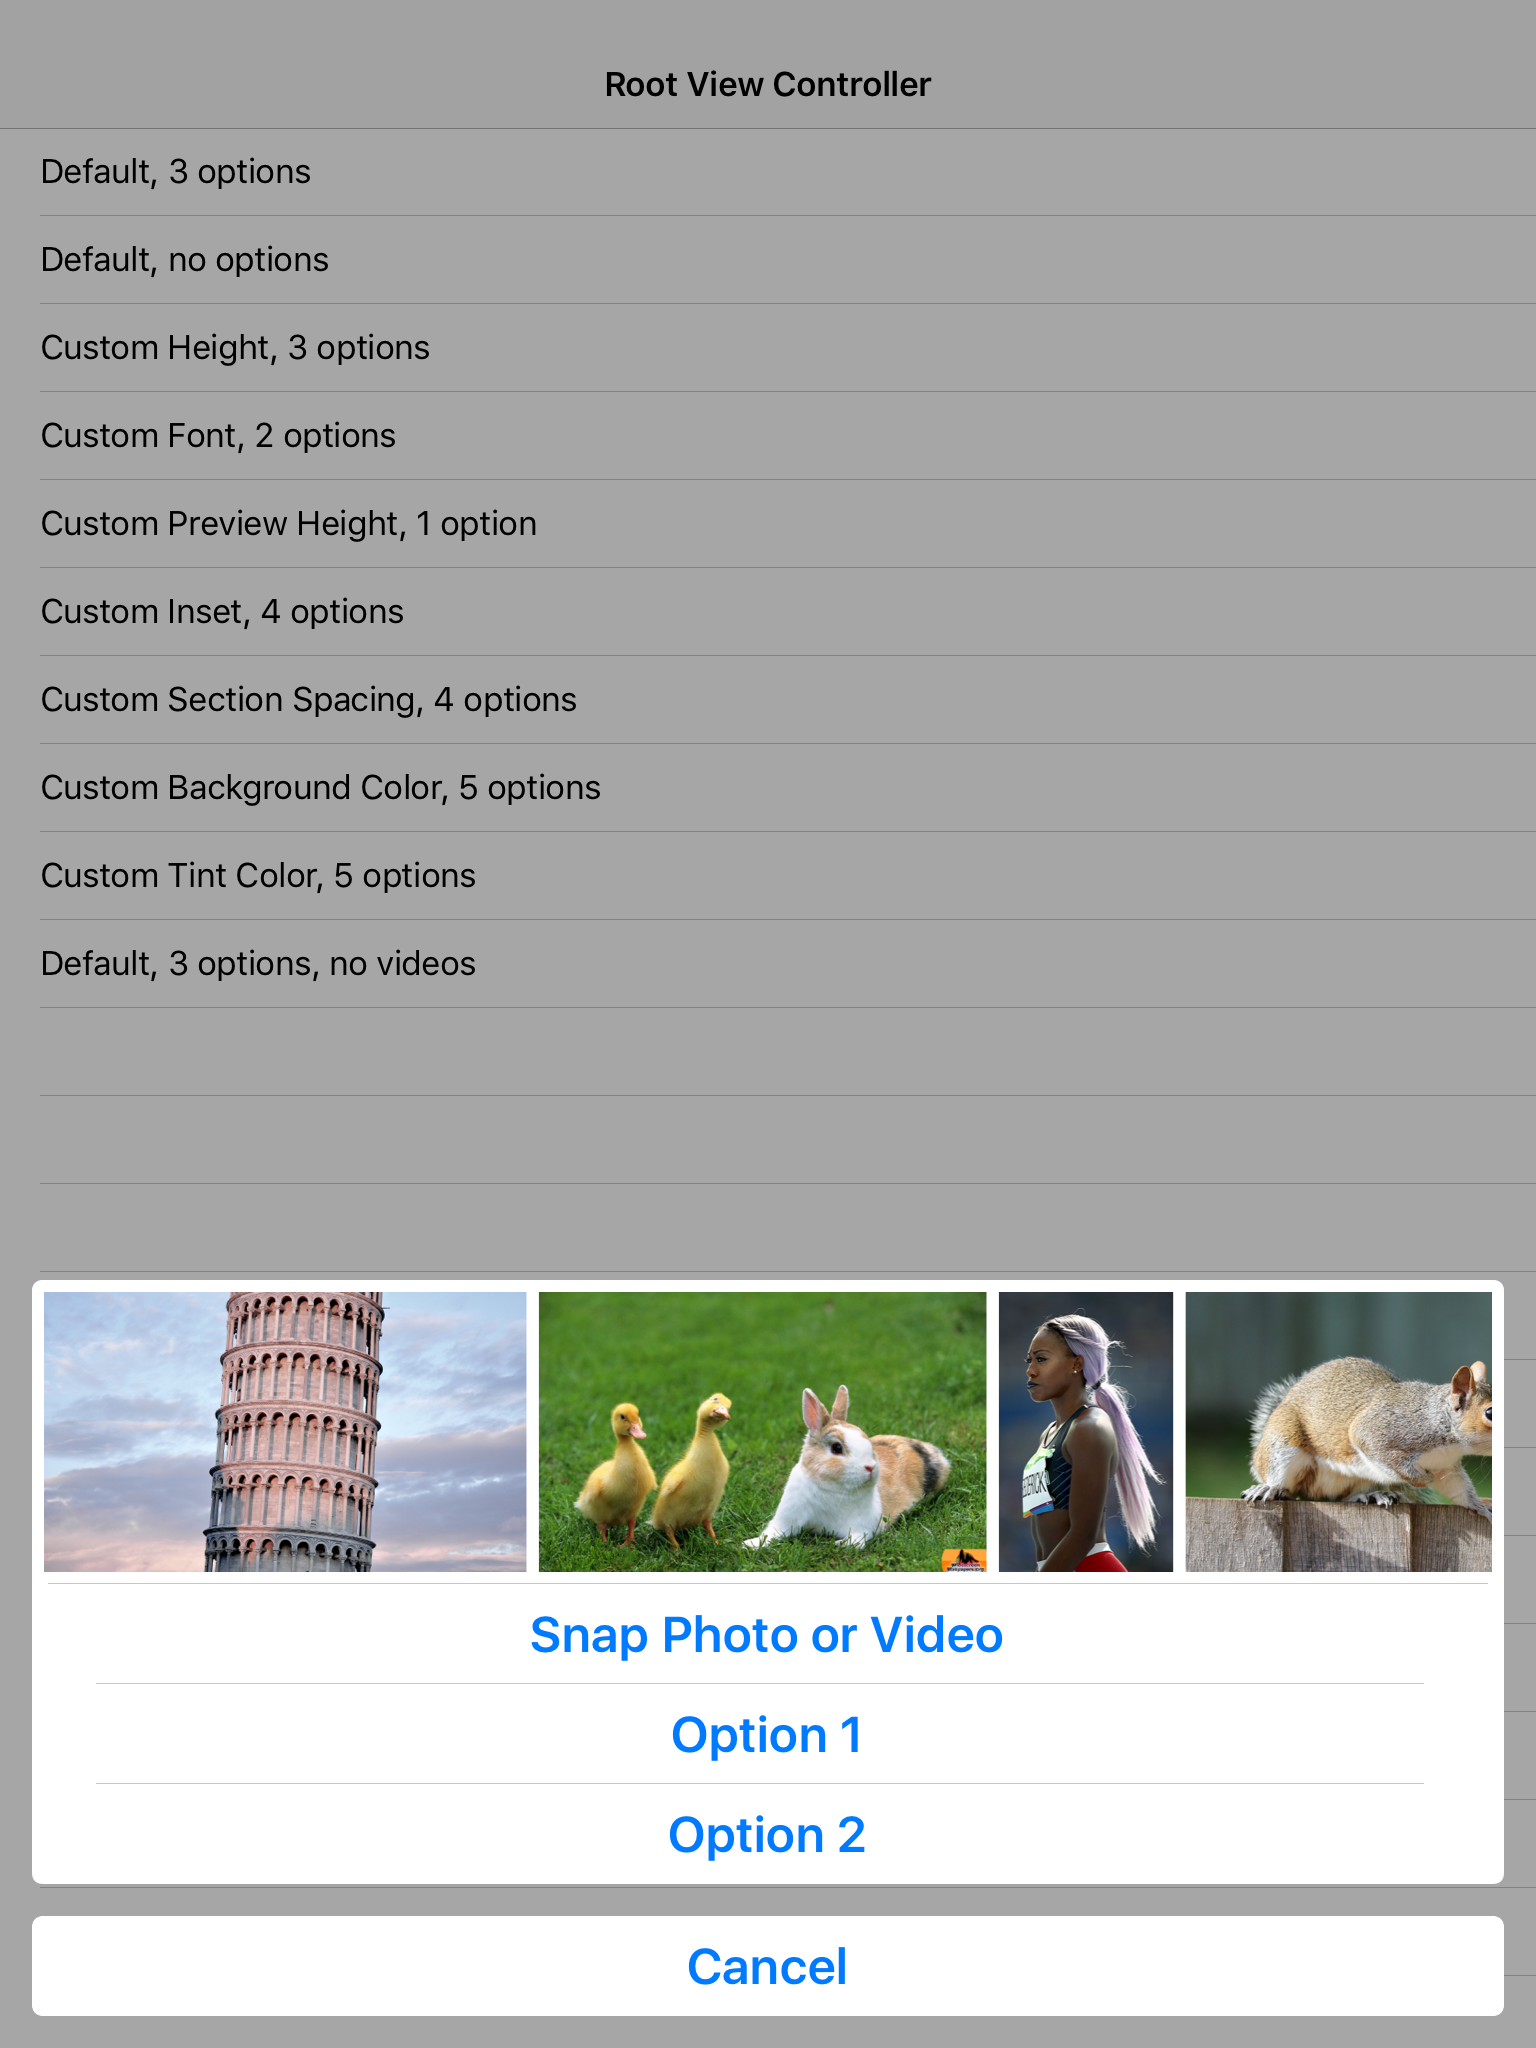 Root View Controller
Default, 3 options
Default, no options
Custom Height, 3 options
Custom Font, 2 options
Custom Preview Height, 1 option
Custom Inset, 4 options
Custom Section Spacing, 4 options
Custom Background Color, 5 options
Custom Tint Color, 5 options
Default, 3 options, no videos
Snap Photo or Video
Option 1
Option 2
Cancel